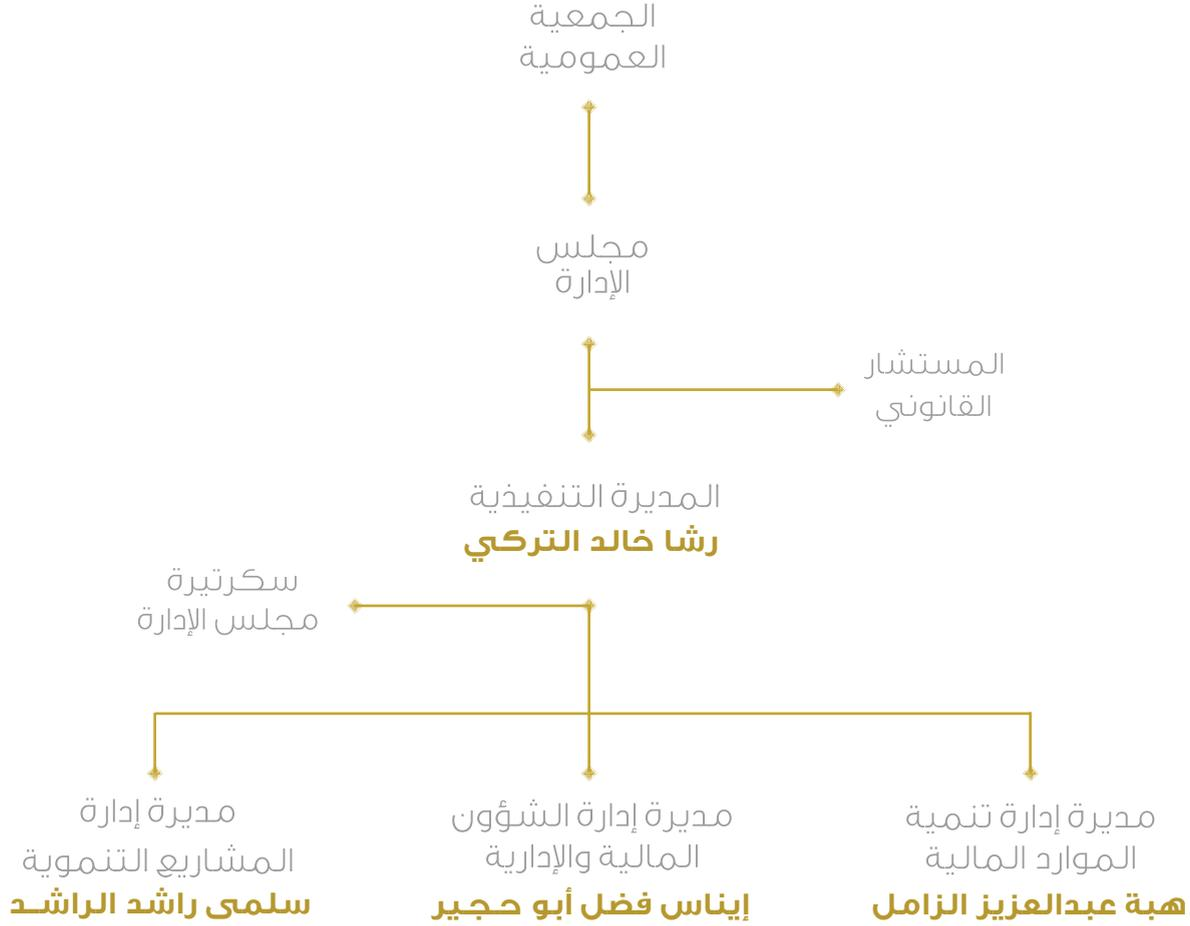 الجمعية
العمومية
مجلس
الإدارة
المستشار
القانوني
المديرة التنفيذية
رشا خالد التركي
سكرتيرة
مجلس الإدارة
مديرة إدارة تنمية
الموارد المالية
هبة عبدالعزيز الزامل
مديرة إدارة الشؤون
المالية والإدارية
إيناس فضل أبو حجير
مديرة إدارة
المشاريع التنموية
سلمى راشد الراشد